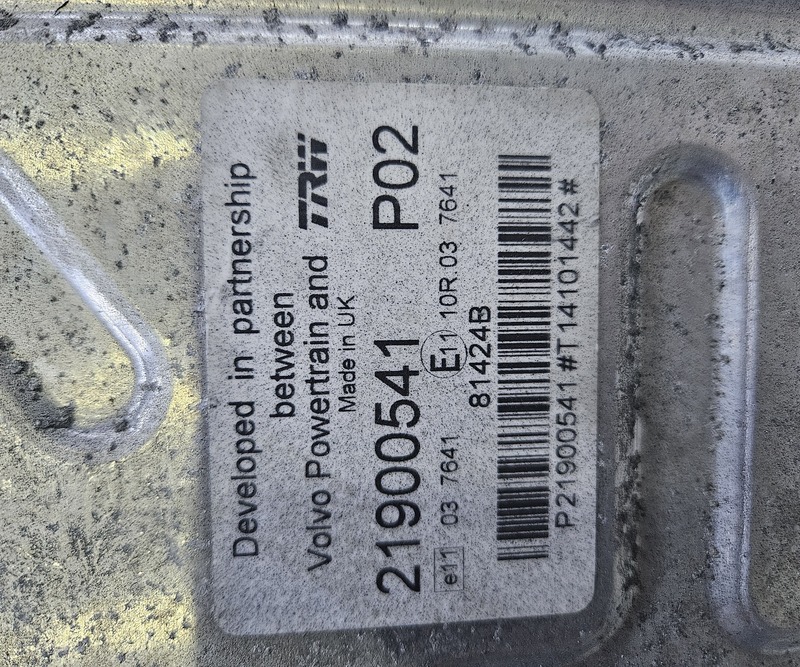 Developed in partnership
between
Volvo Powertrain and TRW
Made in UK
21900541 P02
e11 03 7641 E11 10R.03 7641
81424B
P21900541 #T14101442 #